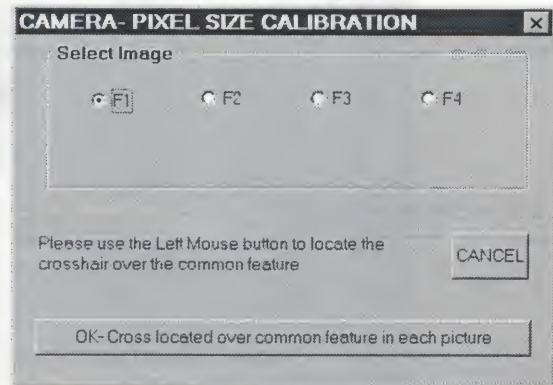 CAMERA- PIXEL SIZE CALIBRATION
Select Image
F1 F2 F3 F4
Please use the Left Mouse button to locate the
crosshair over the common feature
CANCEL
OK- Cross located over common feature in each picture